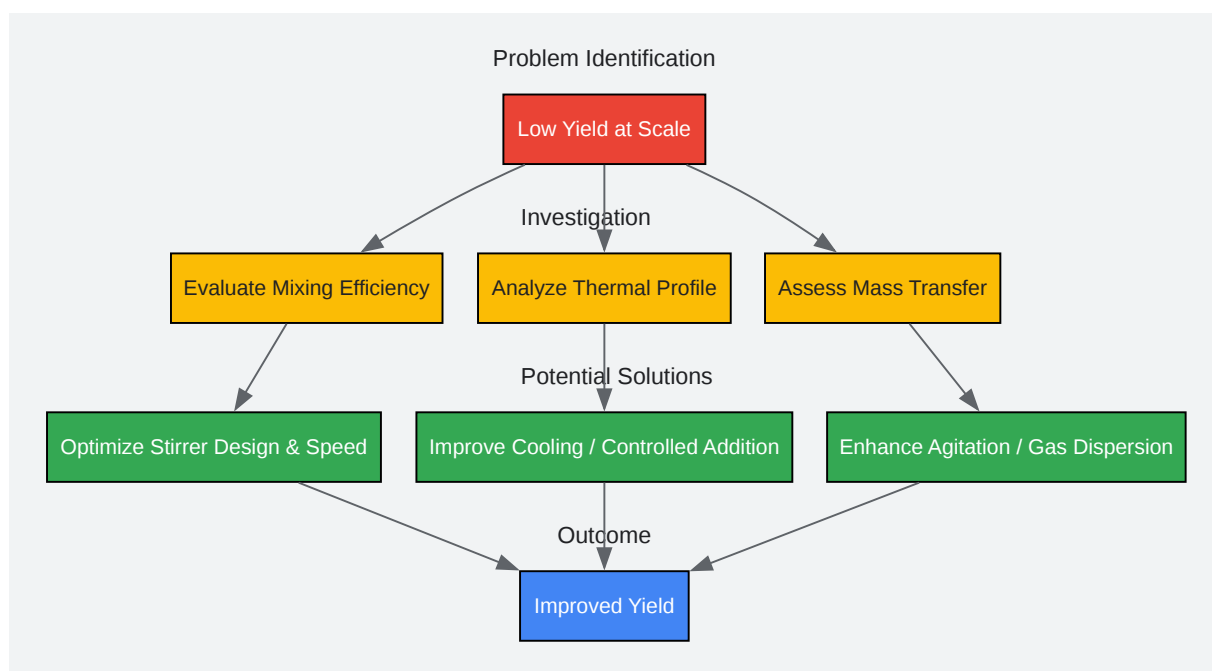 Problem Identification
Low Yield at Scale
Investigation
Evaluate Mixing Efficiency
Analyze Thermal Profile
Assess Mass Transfer
Potential Solutions
Optimize Stirrer Design & Speed
Improve Cooling / Controlled Addition
Enhance Agitation / Gas Dispersion
Outcome
Improved Yield